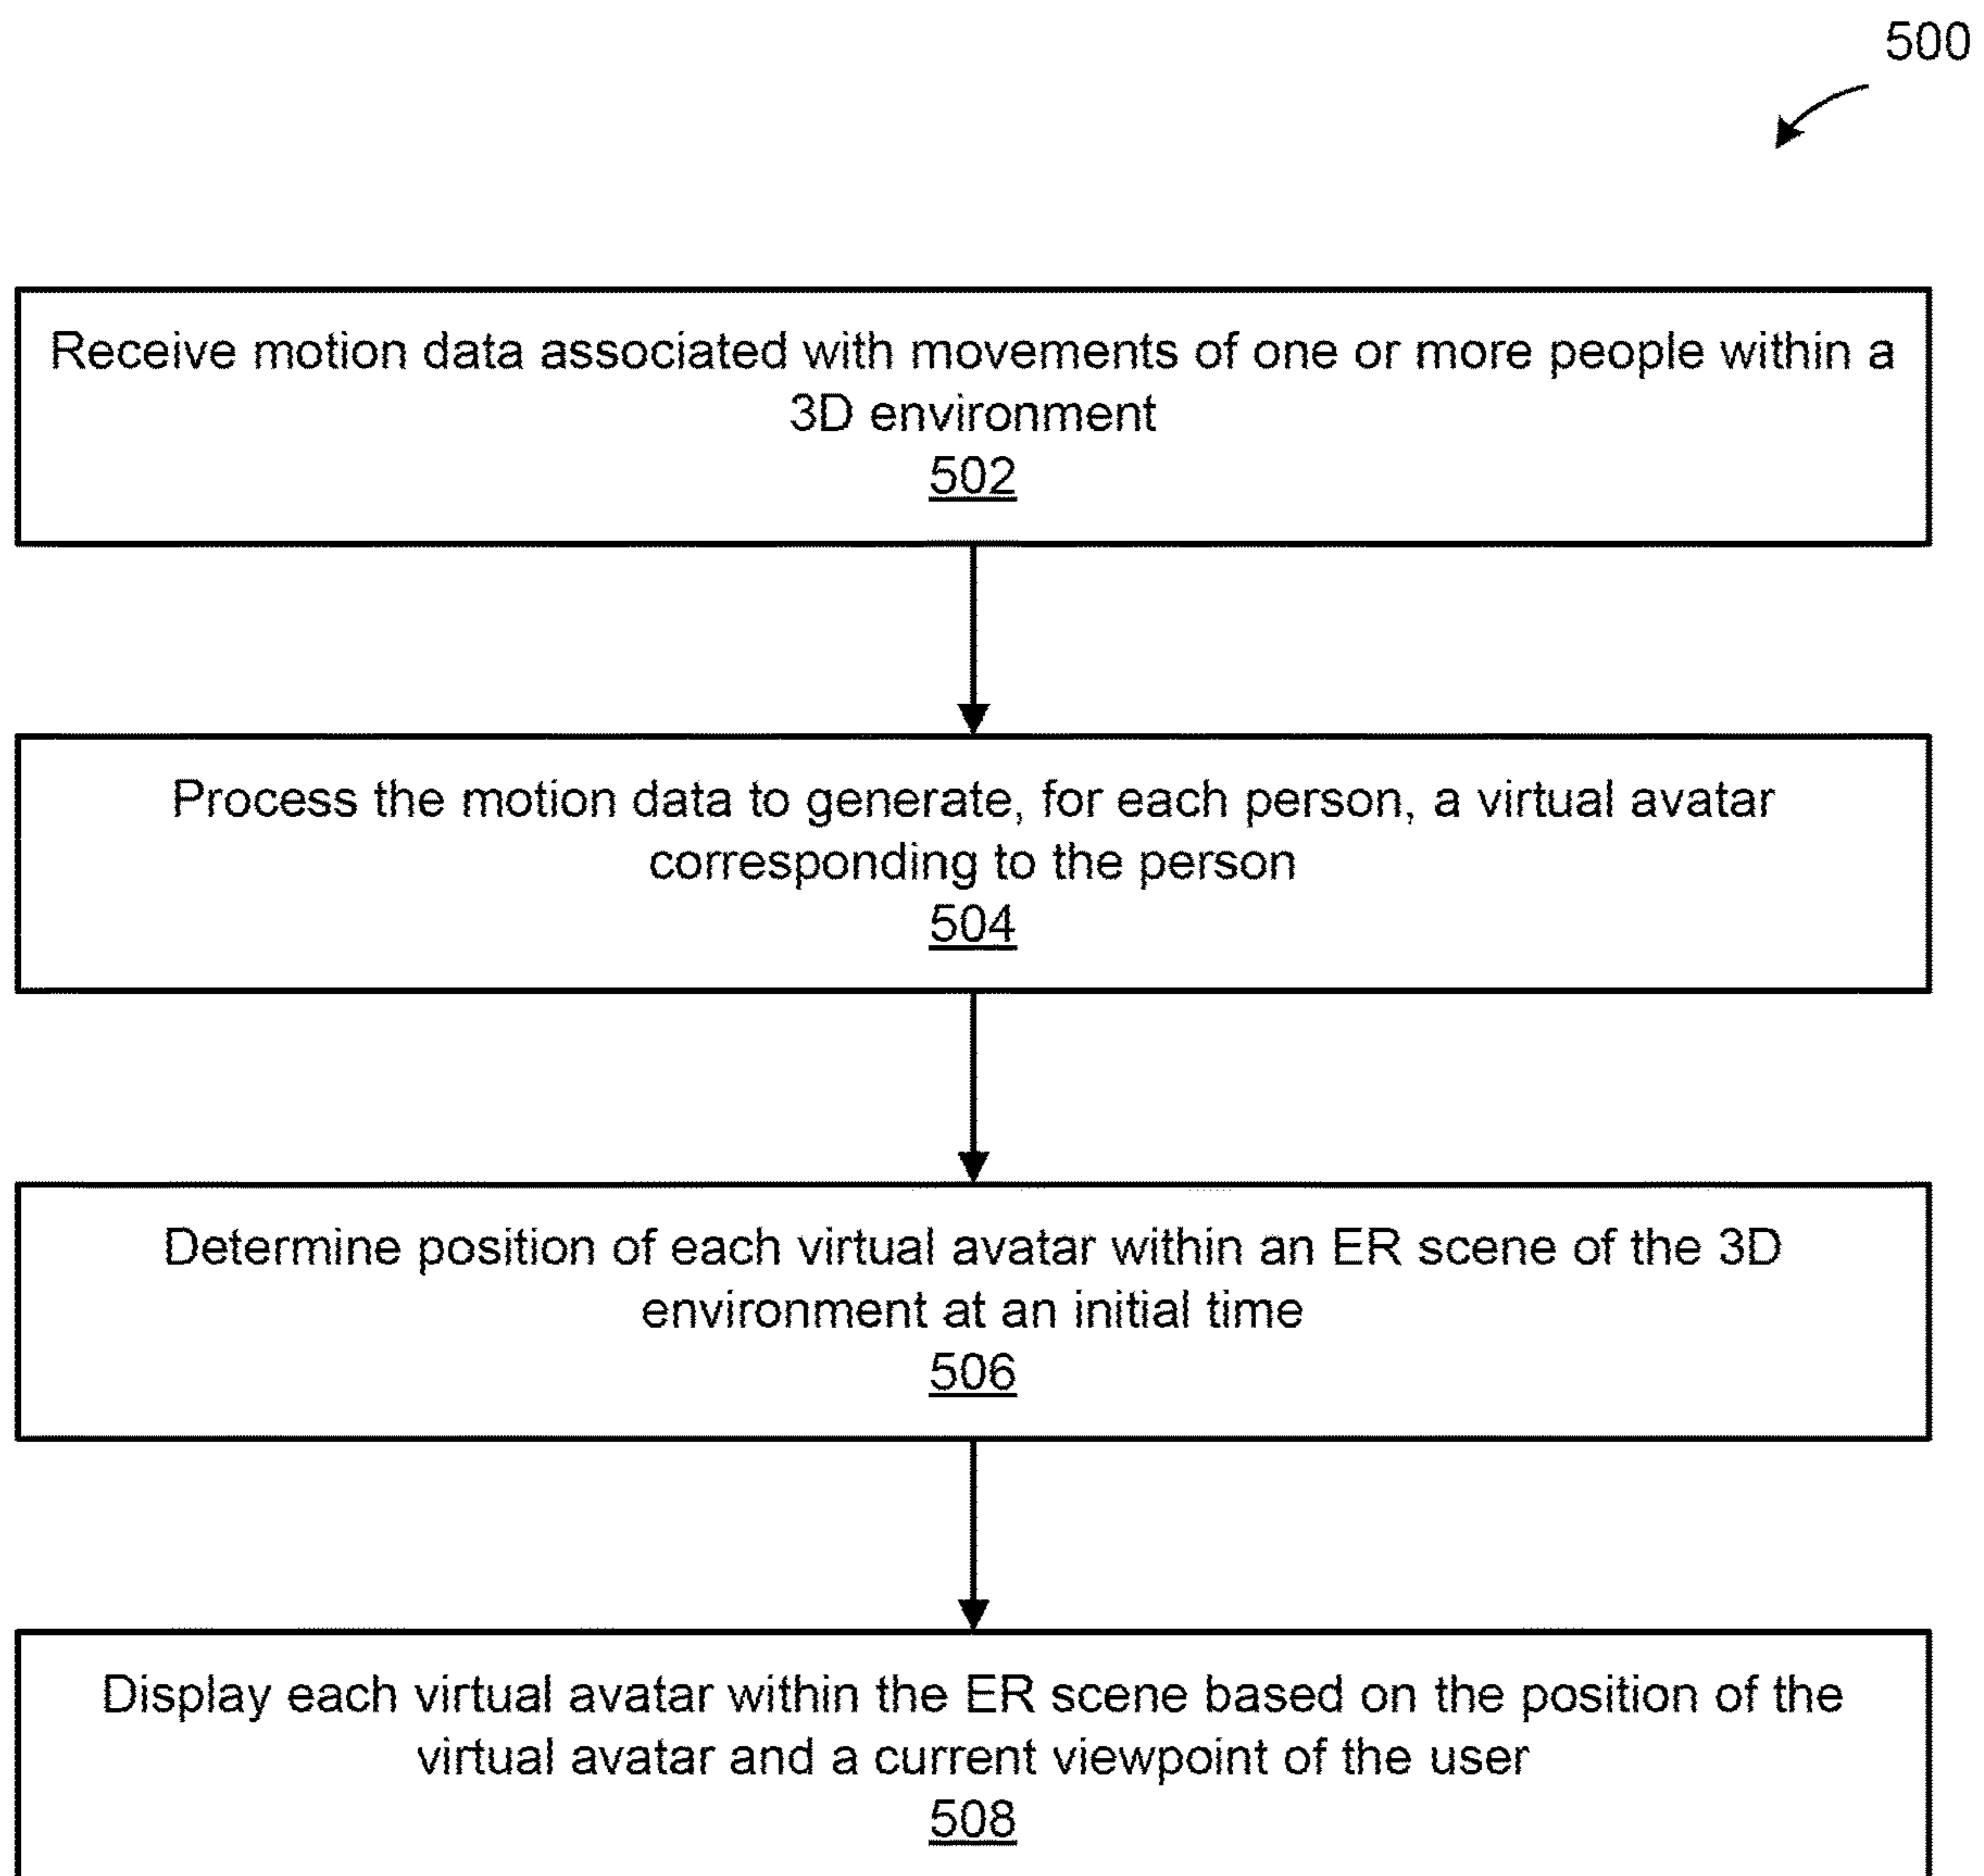 500
Receive motion data associated with movements of one or more people within a
3D environment
502
Process the motion data to generate, for each person, a virtual avatar
corresponding to the person
504
Determine position of each virtual avatar within an ER scene of the 3D
environment at an initial time
506
Display each virtual avatar within the ER scene based on the position of the
virtual avatar and a current viewpoint of the user
508